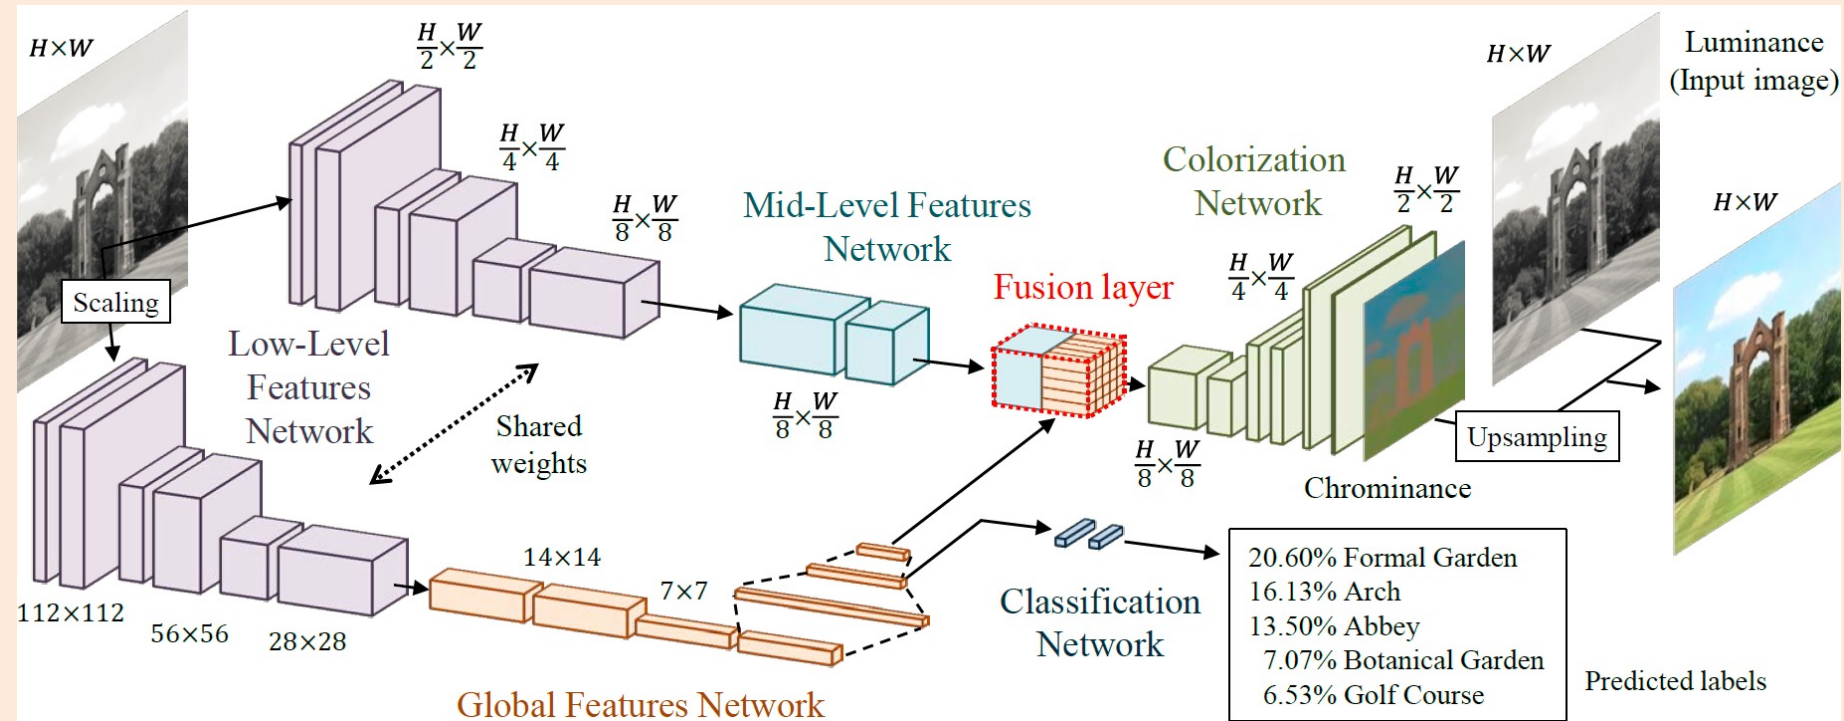 H×W
H/2×W/2
H/4×W/4
H/8×W/8
Scaling
Low-Level
Features
Network
Shared
weights
112×112
56×56
28×28
Mid-Level Features
Network
H/8×W/8
Fusion layer
14×14
7×7
Global Features Network
Colorization
Network
H/8×W/8
H/4×W/4
H/2×W/2
Chrominance
Classification
Network
20.60% Formal Garden
16.13% Arch
13.50% Abbey
7.07% Botanical Garden
6.53% Golf Course
Predicted labels
H×W
Luminance
(Input image)
H×W
Upsampling